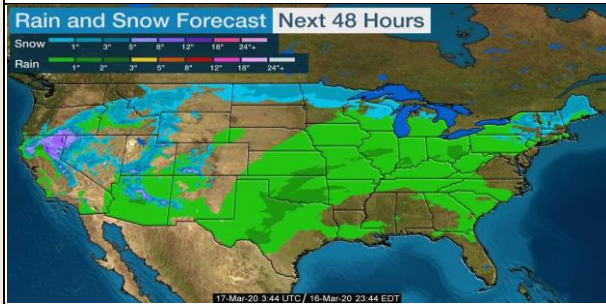 Rain and Snow Forecast Next 48 Hours
Snow
1" 3" 5" 8" 12" 18" 24"+
Rain
1" 2" 3" 5" 8" 12" 18" 24"+
17-Mar-20 3:44 UTC / 16-Mar-20 23:44 EDT